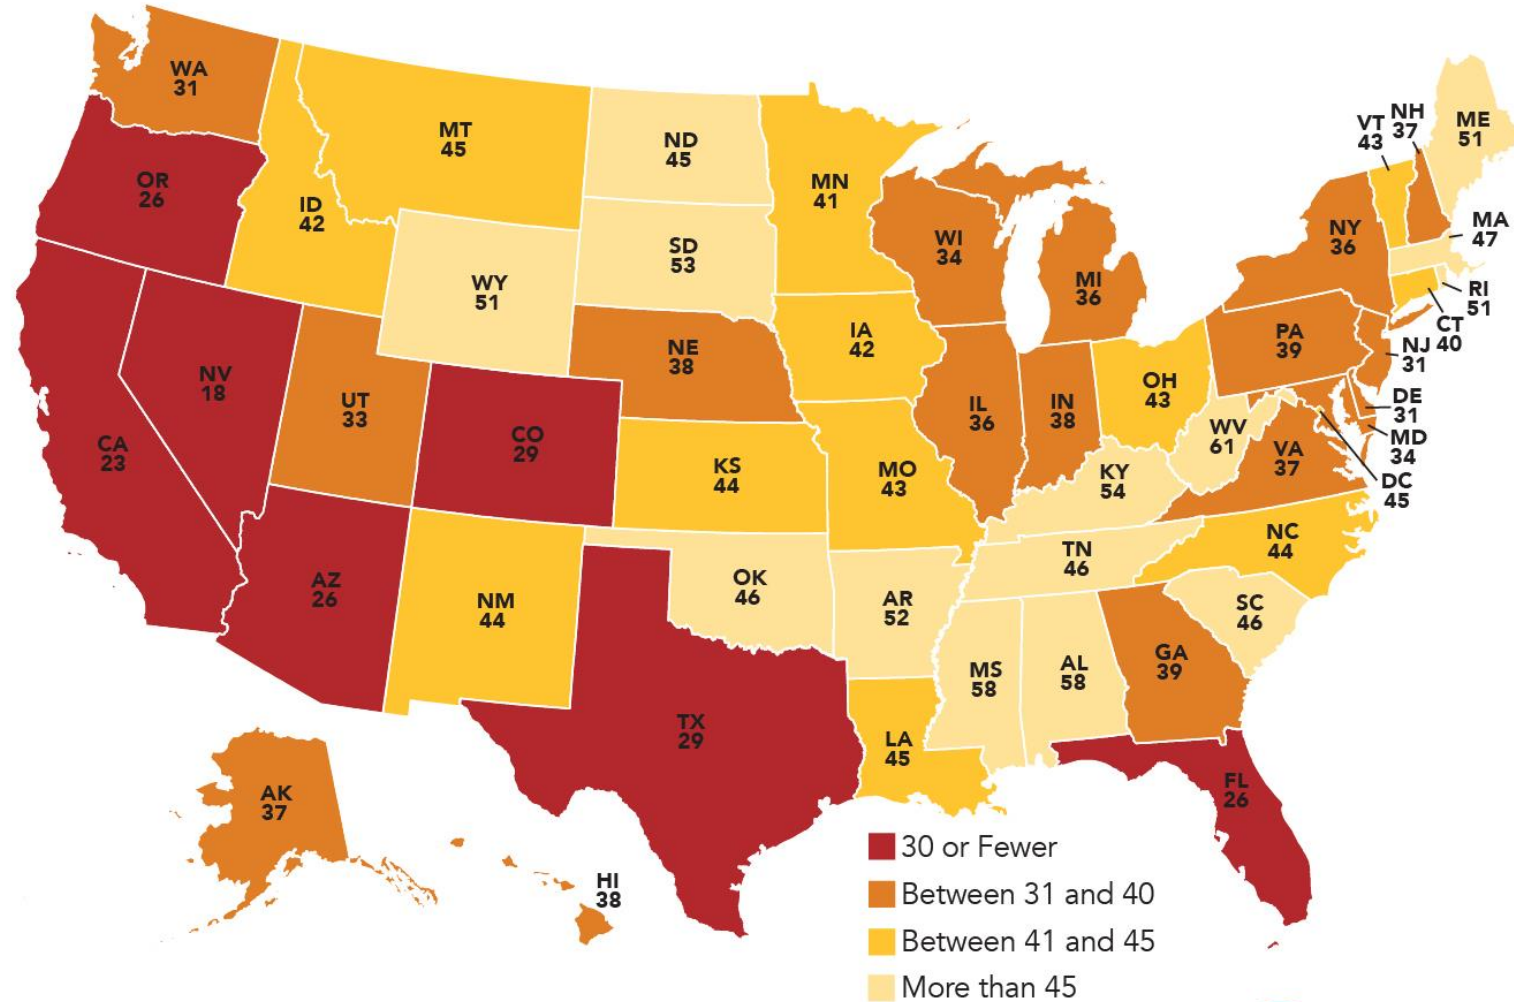 WA
31
OR
26
CA
23
NV
18
ID
42
MT
45
WY
51
UT
33
CO
29
AZ
26
NM
44
ND
45
SD
53
NE
38
KS
44
OK
46
TX
29
MN
41
IA
42
MO
43
AR
52
LA
45
WI
34
IL
36
MI
36
IN
38
OH
43
KY
54
TN
46
MS
58
AL
58
GA
39
FL
26
SC
46
NC
44
VA
37
WV
61
PA
39
NY
36
VT
43
NH
37
ME
51
MA
47
RI
51
CT
40
NJ
31
DE
31
MD
34
DC
45
AK
37
HI
38
30 or Fewer
Between 31 and 40
Between 41 and 45
More than 45